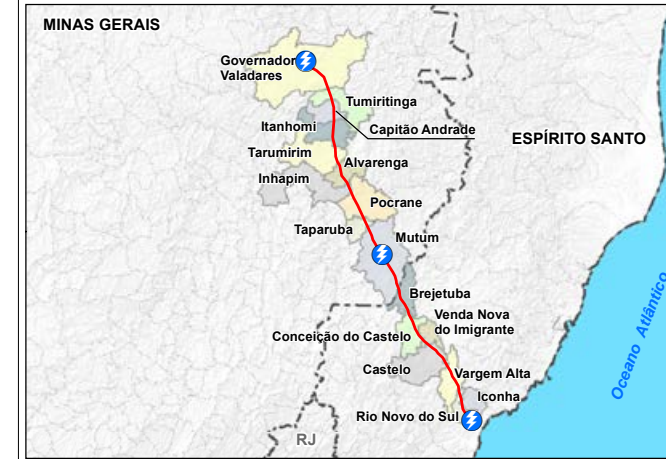 MINAS GERAIS
Governador
Valadares
Tumiritinga
Itanhomi
Capitão Andrade
ESPÍRITO SANTO
Tarumirim
Alvarenga
Inhapim
Pocrane
Taparuba
Mutum
Brejetuba
Venda Nova
do Imigrante
Conceição do Castelo
Castelo
Vargem Alta
Iconha
Rio Novo do Sul
RJ
Oceano Atlântico